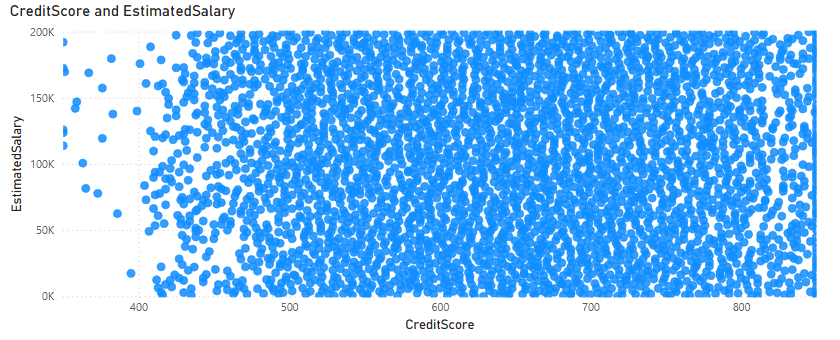 CreditScore and EstimatedSalary
200K
150K
100K
50K
0K
EstimatedSalary
400 500 600 700 800
CreditScore